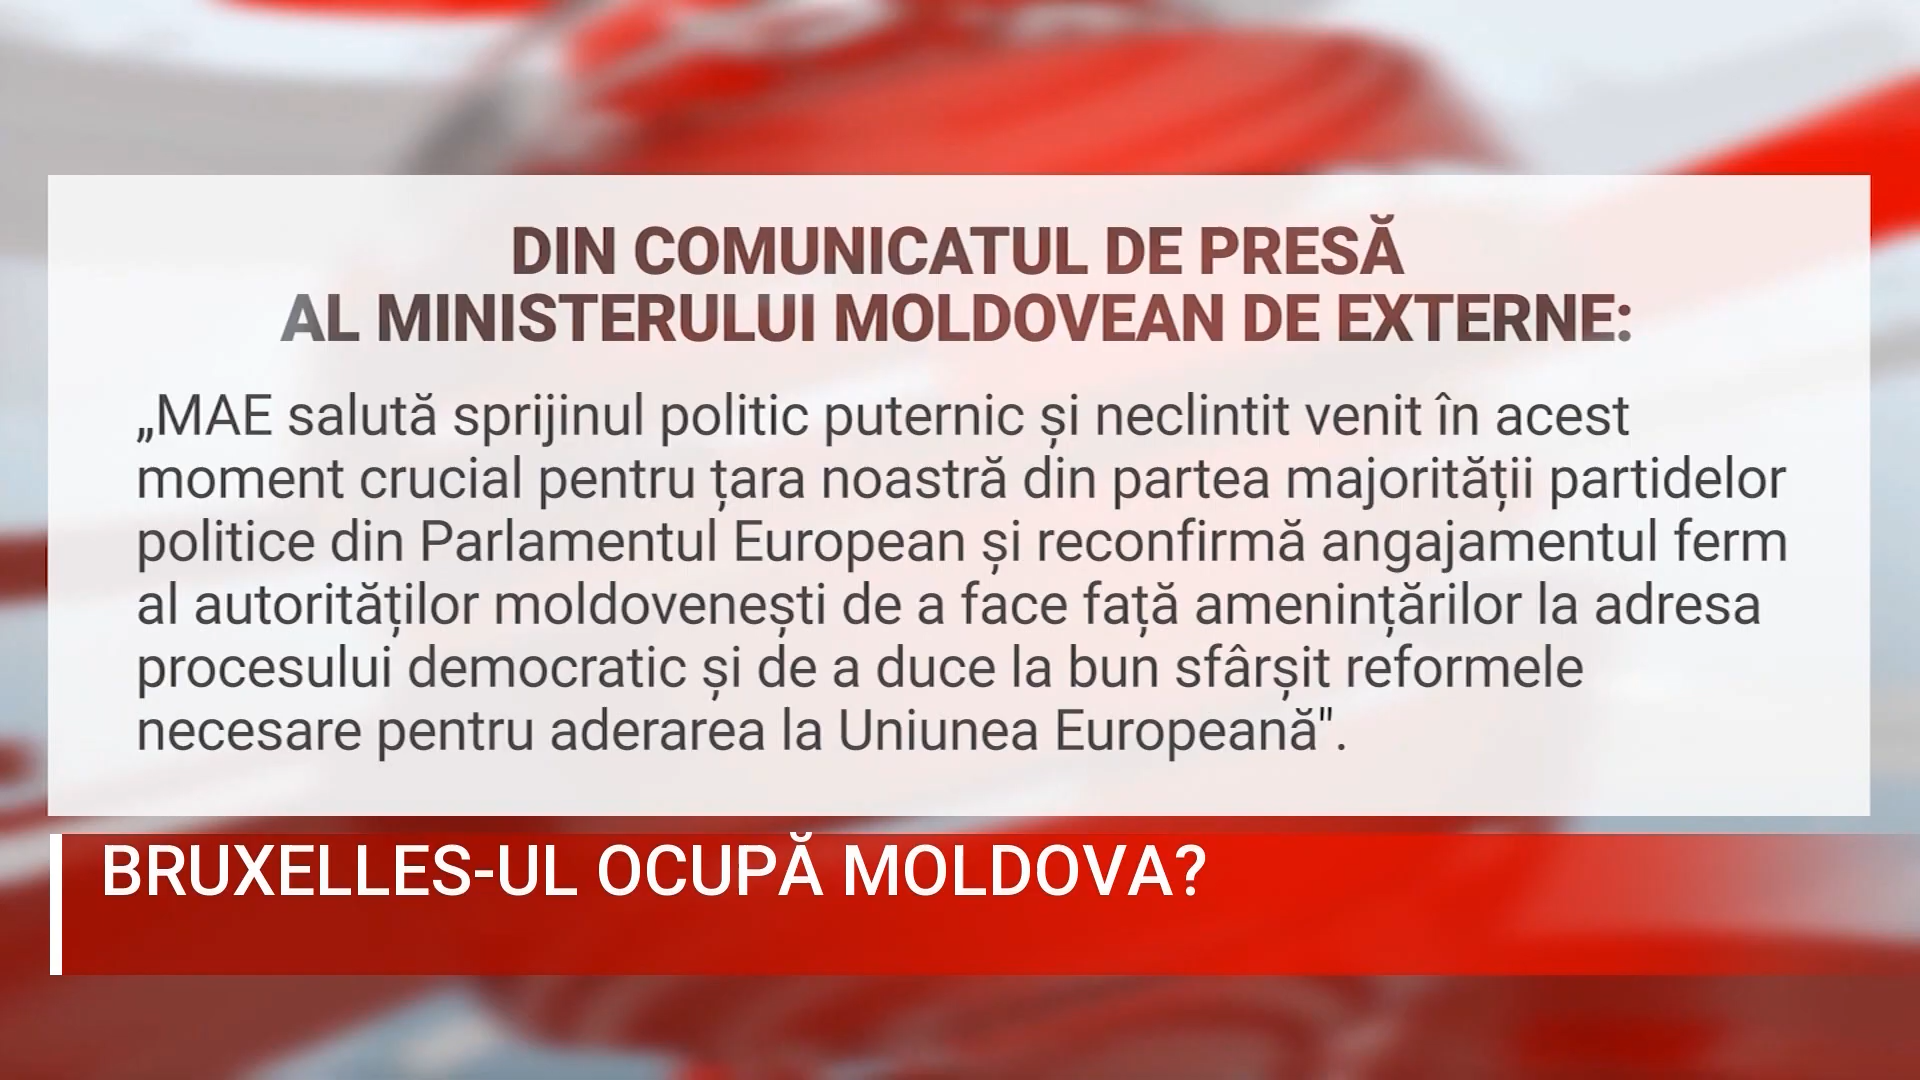 DIN COMUNICATUL DE PRESĂ
AL MINISTERULUI MOLDOVEAN DE EXTERNE:
„MAE salută sprijinul politic puternic și neclintit venit în acest
moment crucial pentru țara noastră din partea majorității partidelor
politice din Parlamentul European și reconfirmă angajamentul ferm
al autorităților moldovenești de a face față amenințărilor la adresa
procesului democratic și de a duce la bun sfârșit reformele
necesare pentru aderarea la Uniunea Europeană".
BRUXELLES-UL OCUPĂ MOLDOVA?